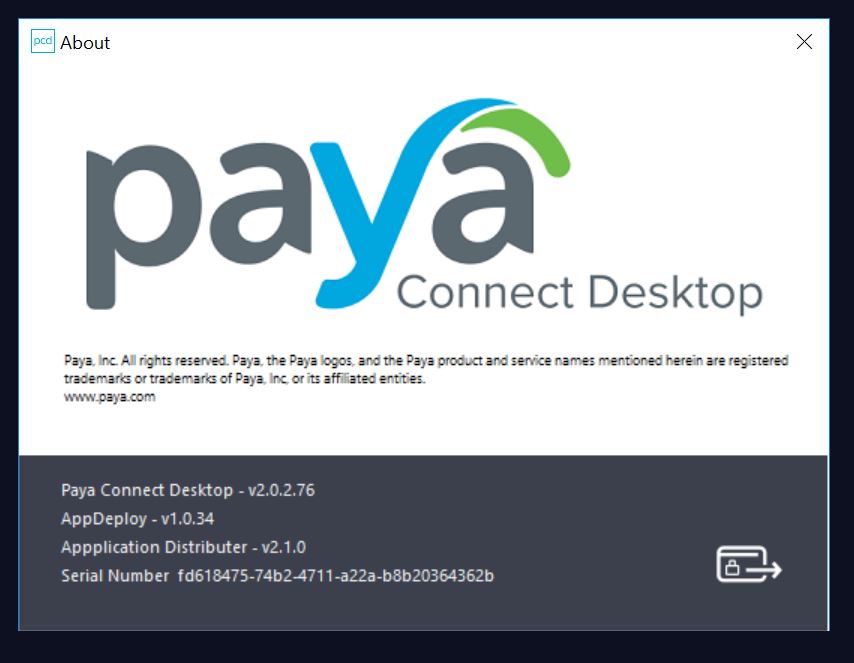 pcd About
paya
Connect Desktop
Paya, Inc. All rights reserved. Paya, the Paya logos, and the Paya product and service names mentioned herein are registered
trademarks or trademarks of Paya, Inc, or its affiliated entities.
www.paya.com
Paya Connect Desktop - v2.0.2.76
AppDeploy - v1.0.34
Appplication Distributer - v2.1.0
Serial Number fd618475-74b2-4711-a22a-b8b20364362b